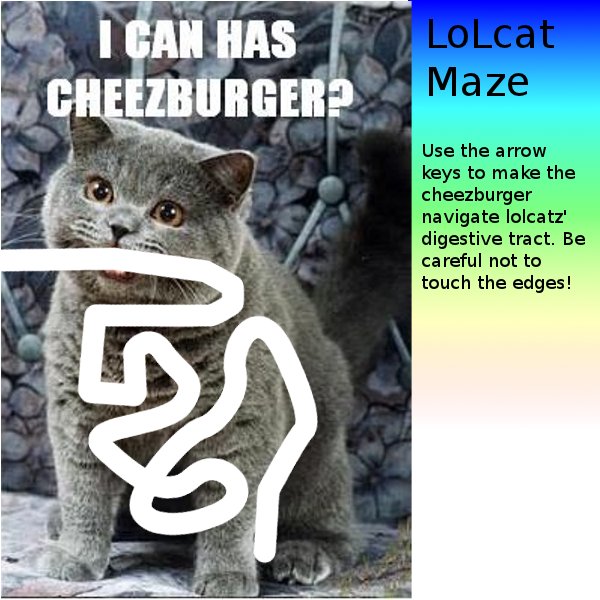 I CAN HAS
CHEEZBURGER?
LoLcat
Maze
Use the arrow
keys to make the
cheezburger
navigate lolcatz'
digestive tract. Be
careful not to
touch the edges!